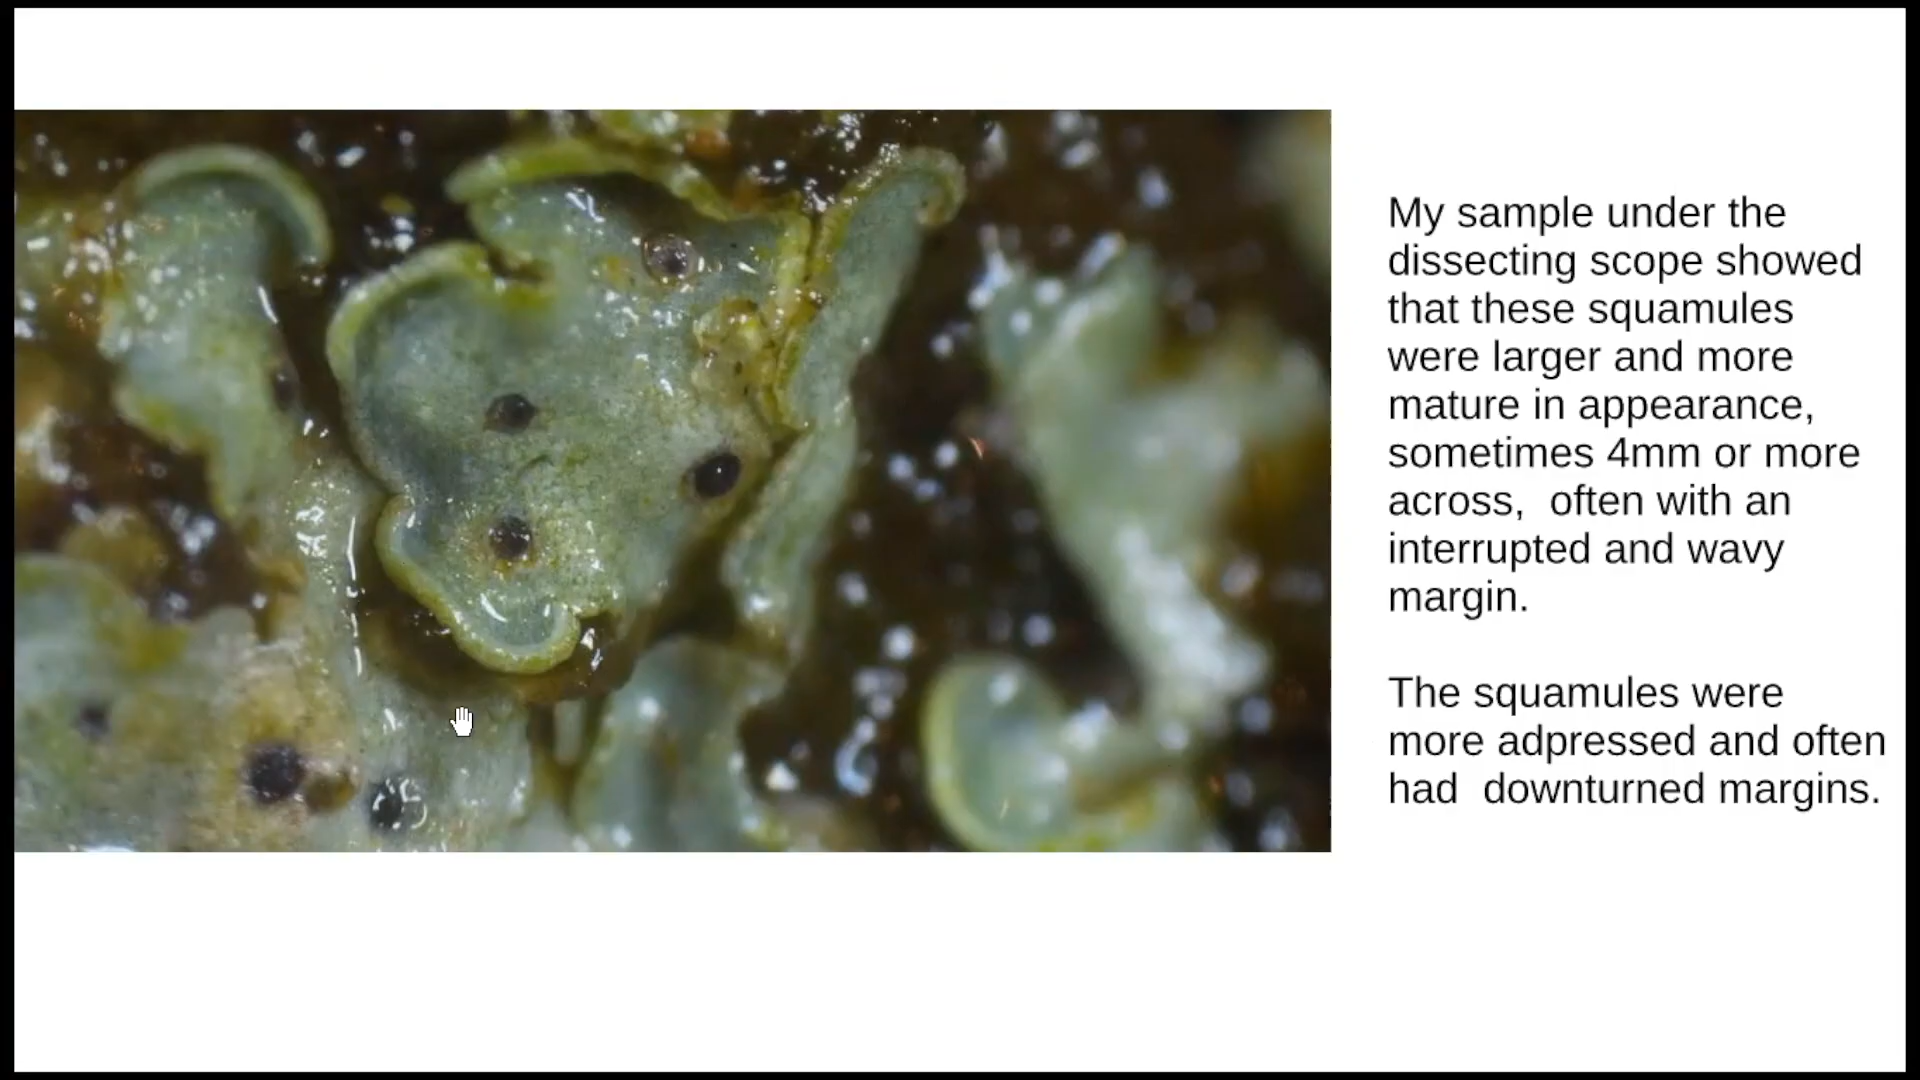 My sample under the
dissecting scope showed
that these squamules
were larger and more
mature in appearance,
sometimes 4mm or more
across,  often with an
interrupted and wavy
margin.
The squamules were
more adpressed and often
had  downturned margins.